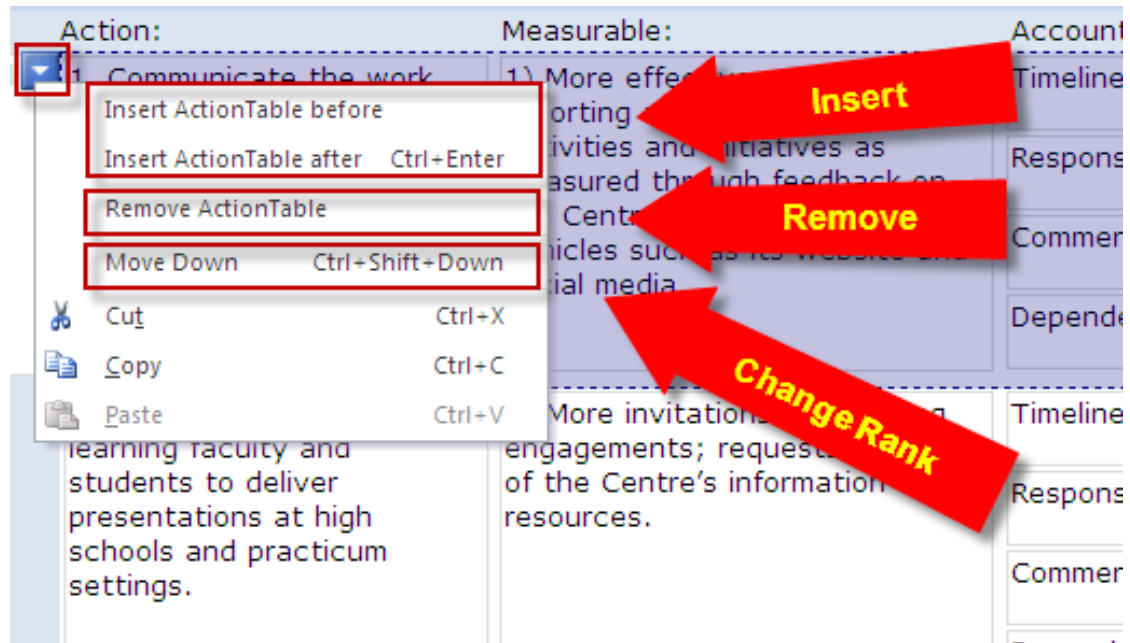 Action: Measurable: Account
1. Communicate the work
1) More effective
orting
ivities and initiatives as
asured through feedback on
Centr
icles such as its website and
ial media
Timeline
Respons
Commen
Depende
Insert ActionTable before
Insert ActionTable after Ctrl+Enter
Remove ActionTable
Move Down Ctrl+Shift+Down
Cut Ctrl+X
Copy Ctrl+C
Paste Ctrl+V
Insert
Remove
Change Rank
learning faculty and
students to deliver
presentations at high
schools and practicum
settings.
More invitations
engagements; requests
of the Centre's information
resources.
Timeline
Respons
Commen